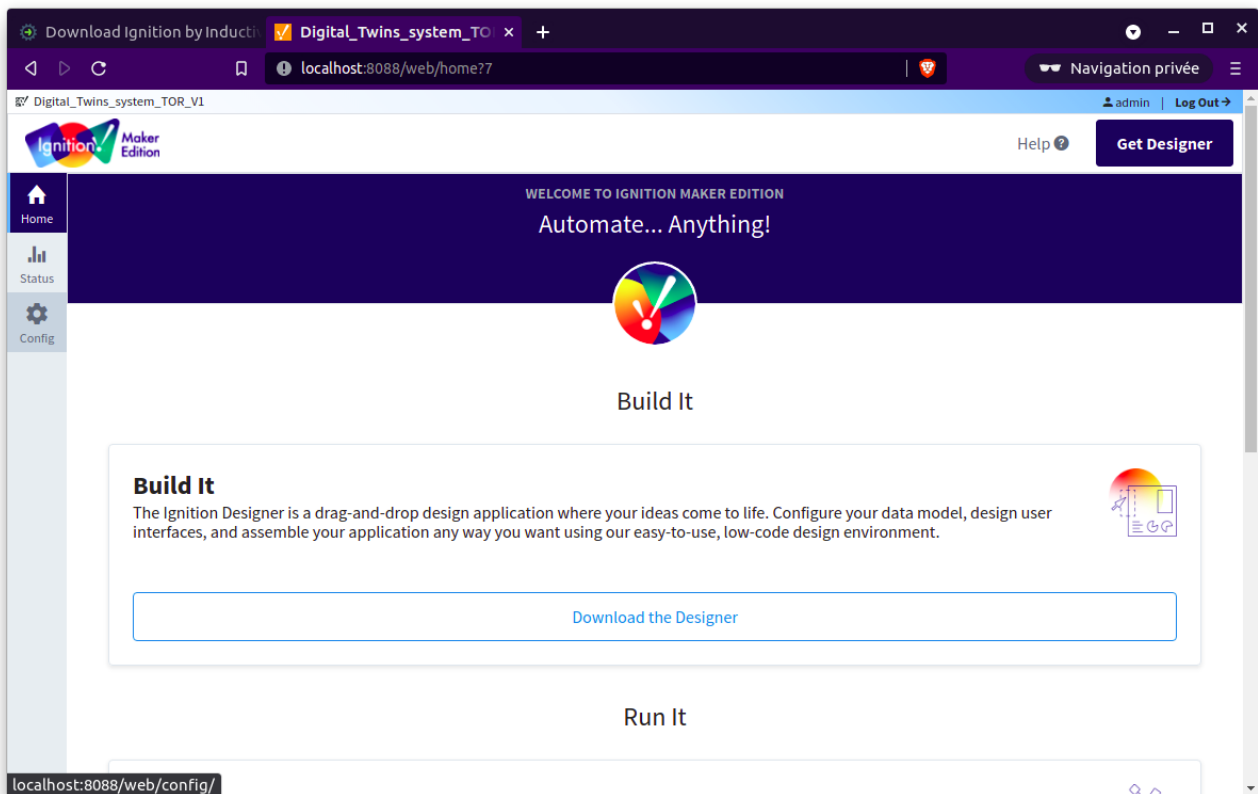 Download Ignition by Inducti
Digital_Twins_system_TO
localhost:8088/web/home?7
Navigation privée
Digital_Twins_system_TOR_V1
admin | Log Out
Ignition!
Maker
Edition
Help
Get Designer
Home
Status
Config
WELCOME TO IGNITION MAKER EDITION
Automate... Anything!
Build It
Build It
The Ignition Designer is a drag-and-drop design application where your ideas come to life. Configure your data model, design user
interfaces, and assemble your application any way you want using our easy-to-use, low-code design environment.
Download the Designer
Run It
localhost:8088/web/config/